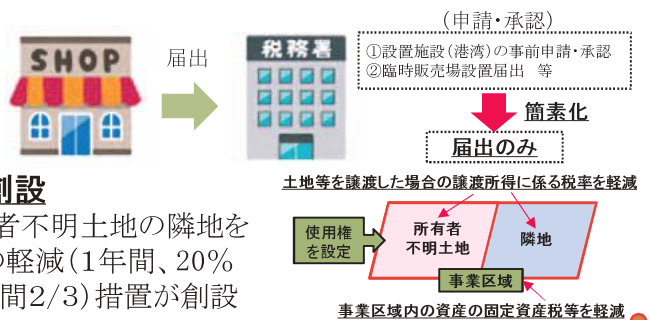 (申請・承認)
SHOP
届出
税務署
①設置施設(港湾)の事前申請・承認
②臨時販売場設置届出 等
簡素化
届出のみ
創設
者不明土地の隣地を
の軽減(1年間、20%
間2/3)措置が創設
土地等を譲渡した場合の譲渡所得に係る税率を軽減
使用権
を設定
所有者
不明土地
隣地
事業区域
事業区域内の資産の固定資産税等を軽減